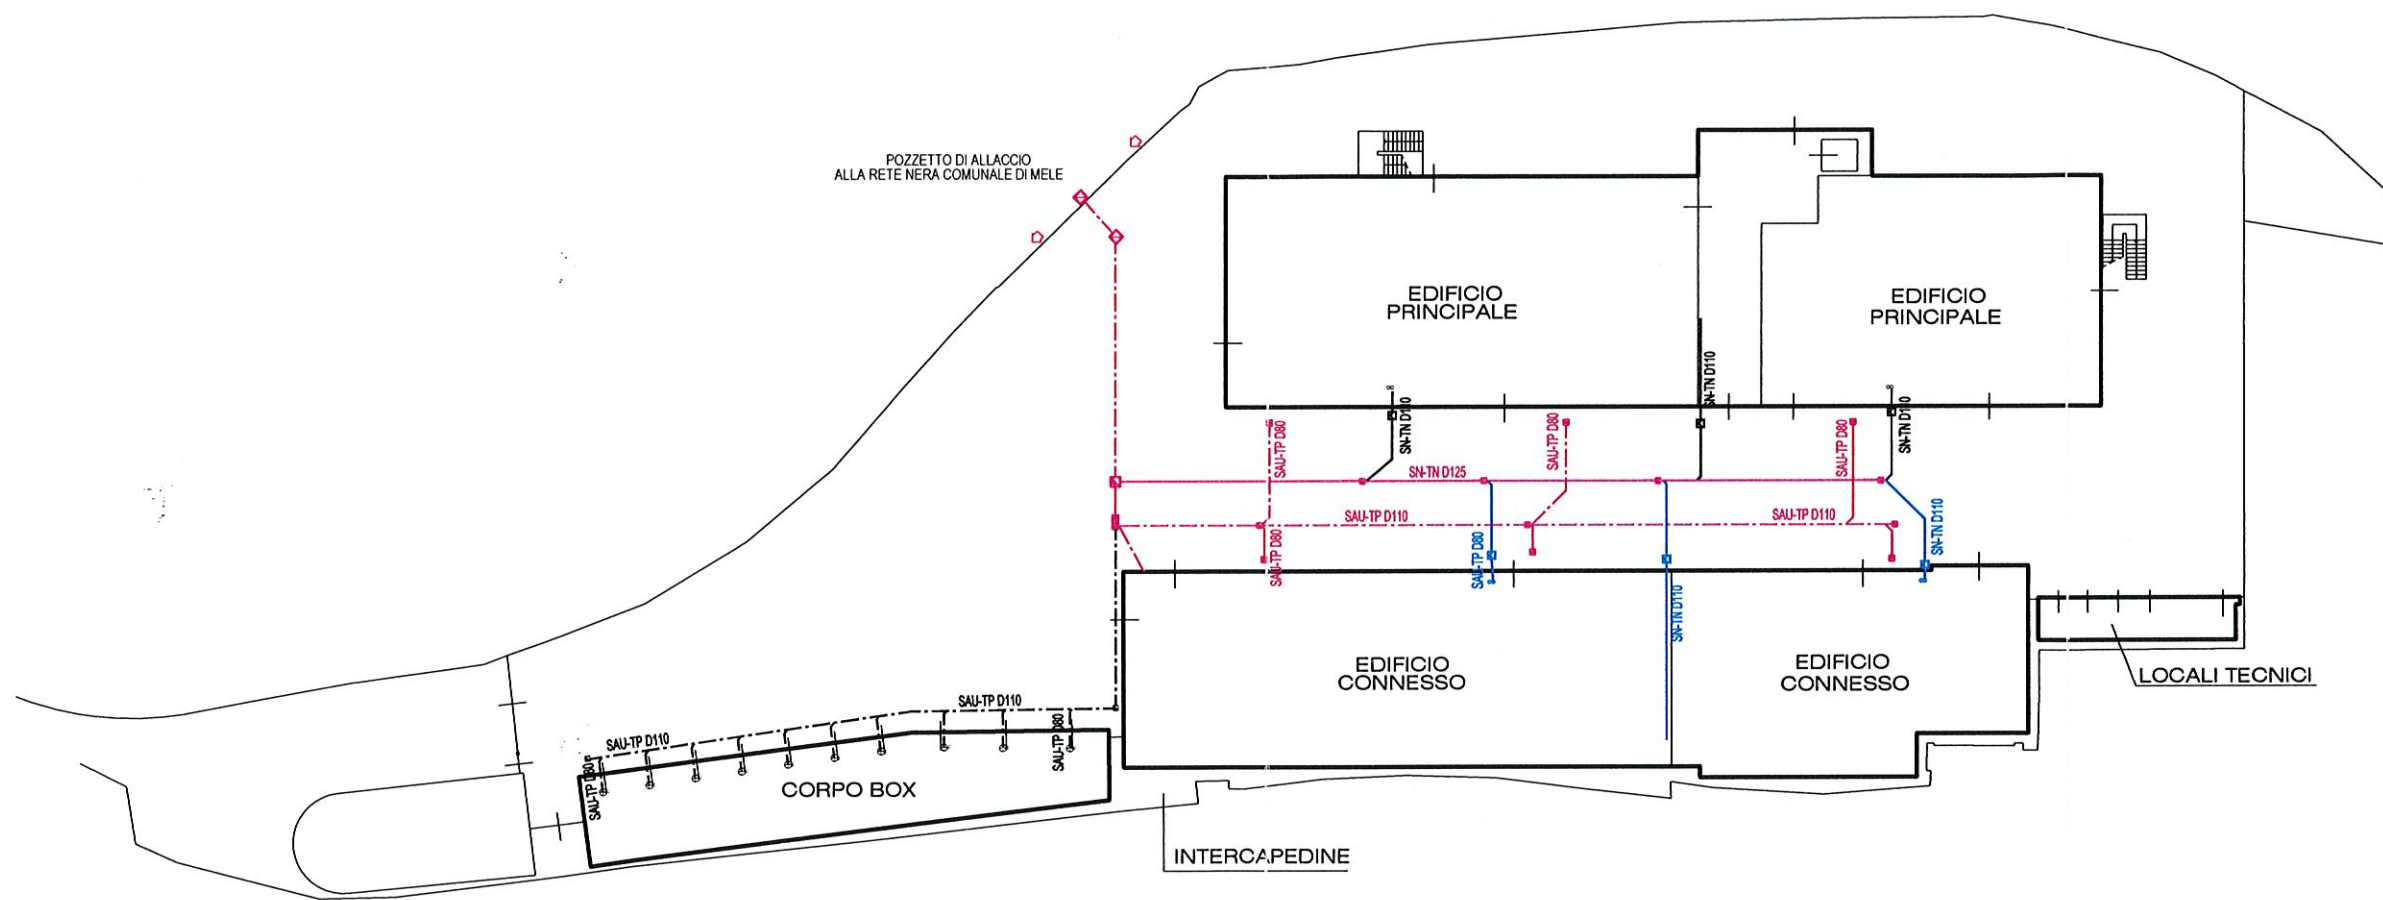 POZZETTO DI ALLACCIO
ALLA RETE NERA COMUNALE DI MELE
EDIFICIO
PRINCIPALE
EDIFICIO
PRINCIPALE
SN-TN D110
SN-TN D110
SN-TN D110
SAU-TP D80
SAU-TP D80
SAU-TP D80
SN-TN D125
SAU-TP D110
SAU-TP D110
SAU-TP D80
SAU-TP D80
SN-TN D110
SN-TN D110
EDIFICIO
CONNESSO
EDIFICIO
CONNESSO
LOCALI TECNICI
SAU-TP D110
SAU-TP D80
SAU-TP D110
SAU-TP D80
CORPO BOX
INTERCAPEDINE